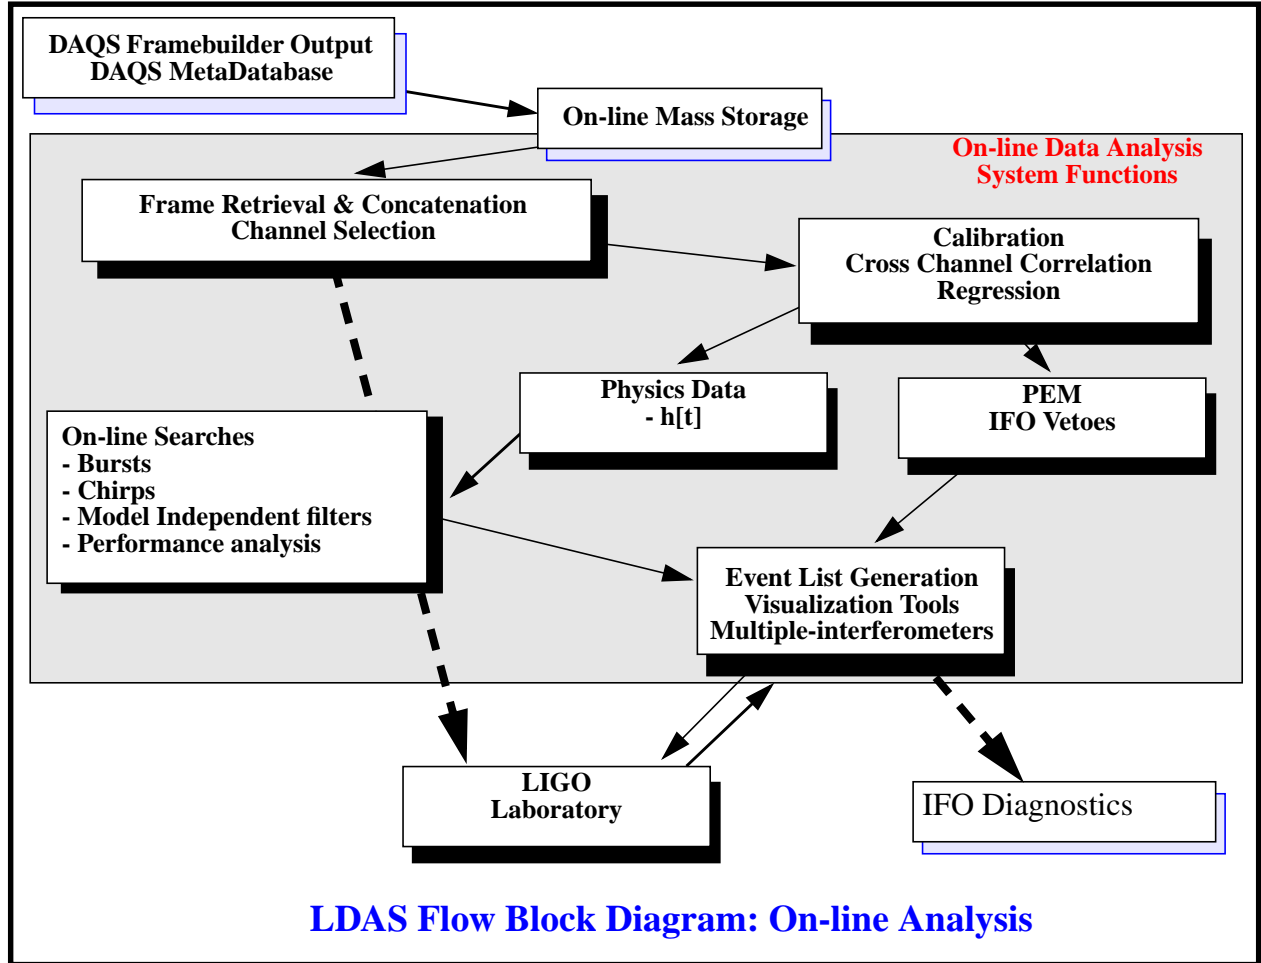 DAQS Framebuilder Output
DAQS MetaDatabase
On-line Mass Storage
On-line Data Analysis
System Functions
Frame Retrieval & Concatenation
Channel Selection
Calibration
Cross Channel Correlation
Regression
Physics Data
- h[t]
PEM
IFO Vetoes
On-line Searches
- Bursts
- Chirps
- Model Independent filters
- Performance analysis
Event List Generation
Visualization Tools
Multiple-interferometers
LIGO
Laboratory
IFO Diagnostics
LDAS Flow Block Diagram: On-line Analysis